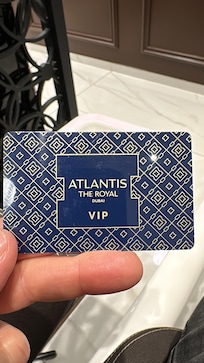 ATLANTIS
THE ROYAL
DUBAI
VIP